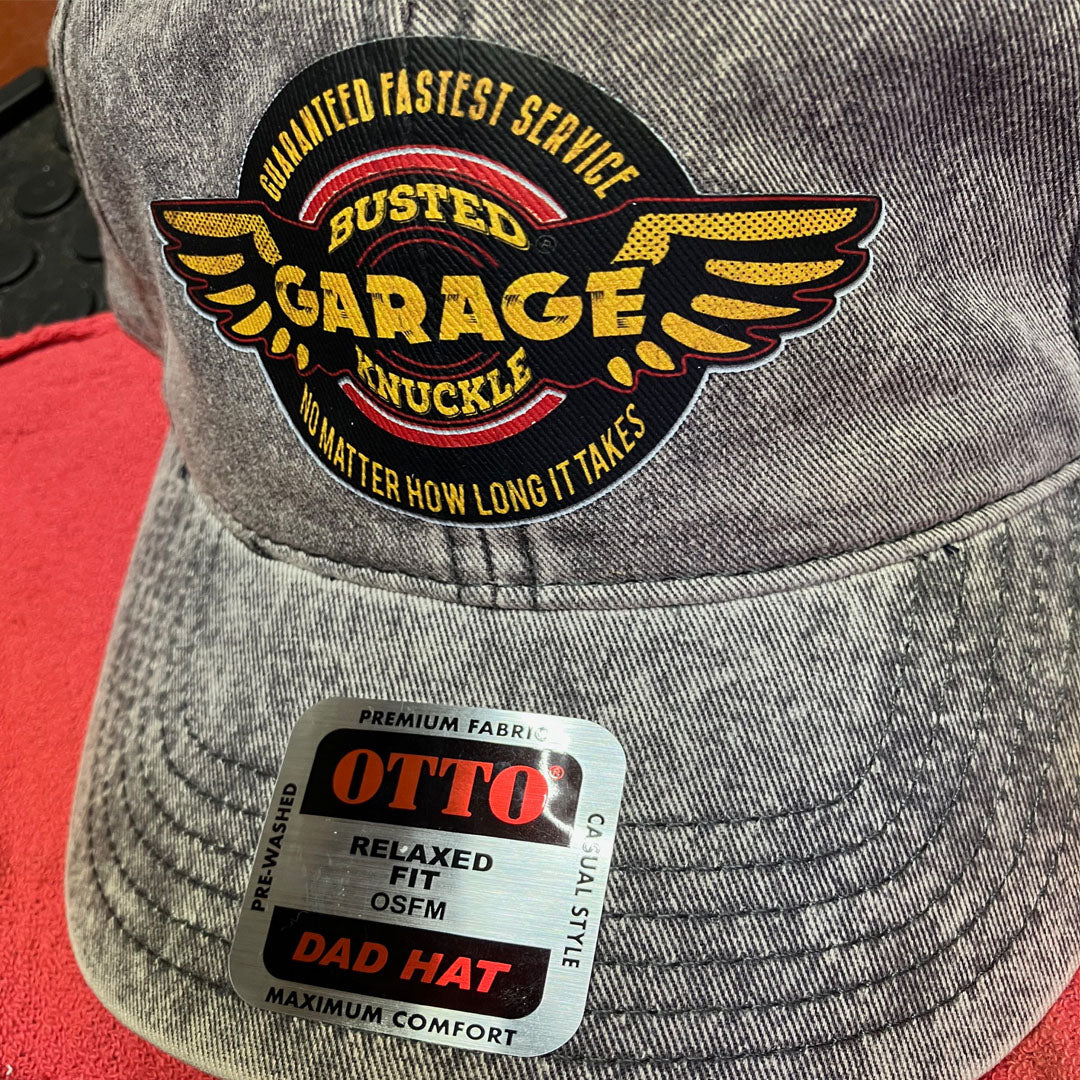 GUARANTEED FASTEST SERVICE
BUSTED
®
GARAGE
KNUCKLE
NO MATTER HOW LONG IT TAKES
PREMIUM FABRIC
OTTO®
PRE-WASHED
RELAXED
FIT
OSFM
CASUAL STYLE
DAD HAT
MAXIMUM COMFORT